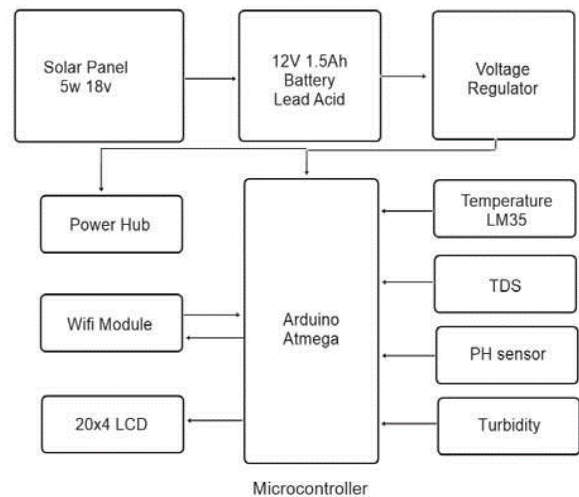 Solar Panel
5w 18v
12V 1.5Ah
Battery
Lead Acid
Voltage
Regulator
Power Hub
Temperature
LM35
TDS
Wifi Module
Arduino
Atmega
PH sensor
20x4 LCD
Turbidity
Microcontroller